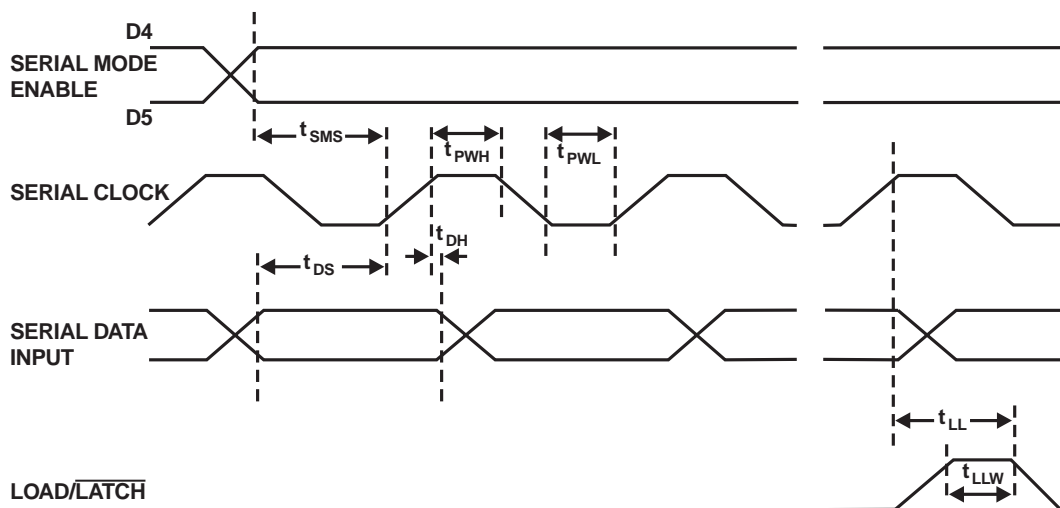 D4
SERIAL MODE
ENABLE
D5
tSMS
tPWH
tPWL
SERIAL CLOCK
tDH
tDS
SERIAL DATA
INPUT
tLL
tLLW
LOAD/LATCH